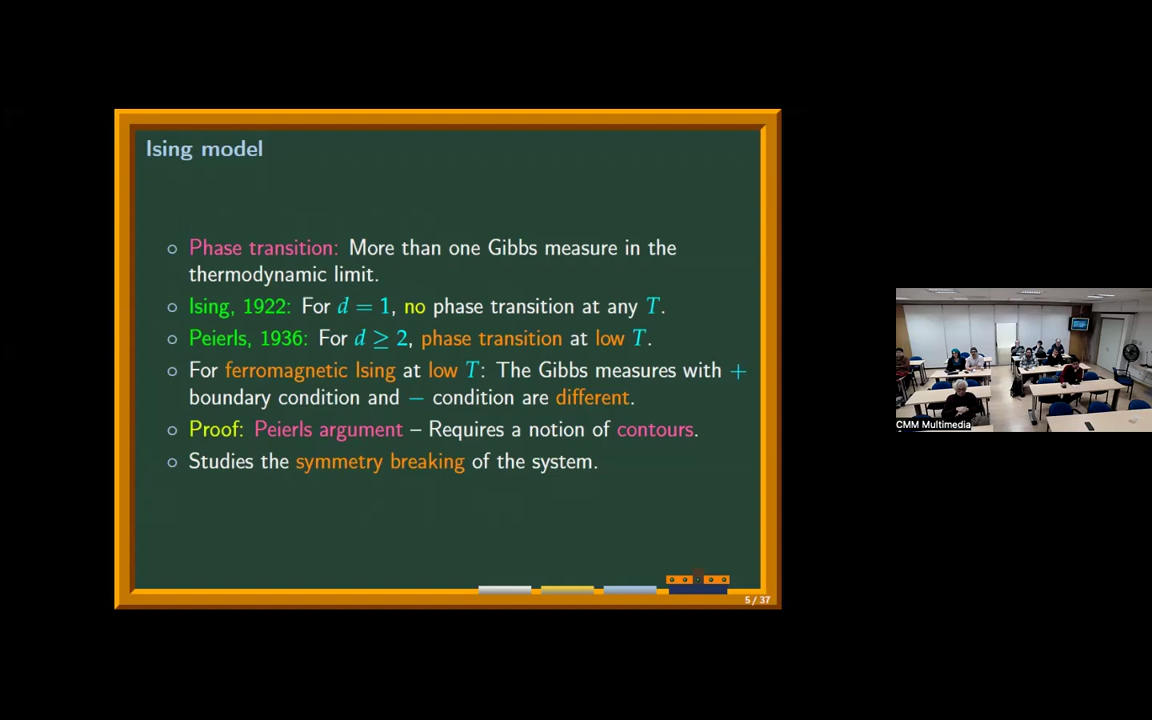 Ising model
Phase transition: More than one Gibbs measure in the
thermodynamic limit.
Ising, 1922: For d = 1, no phase transition at any T.
Peierls, 1936: For d ≥ 2, phase transition at low T.
For ferromagnetic Ising at low T: The Gibbs measures with +
boundary condition and − condition are different.
Proof: Peierls argument – Requires a notion of contours.
Studies the symmetry breaking of the system.
5 / 37
CMM Multimedia